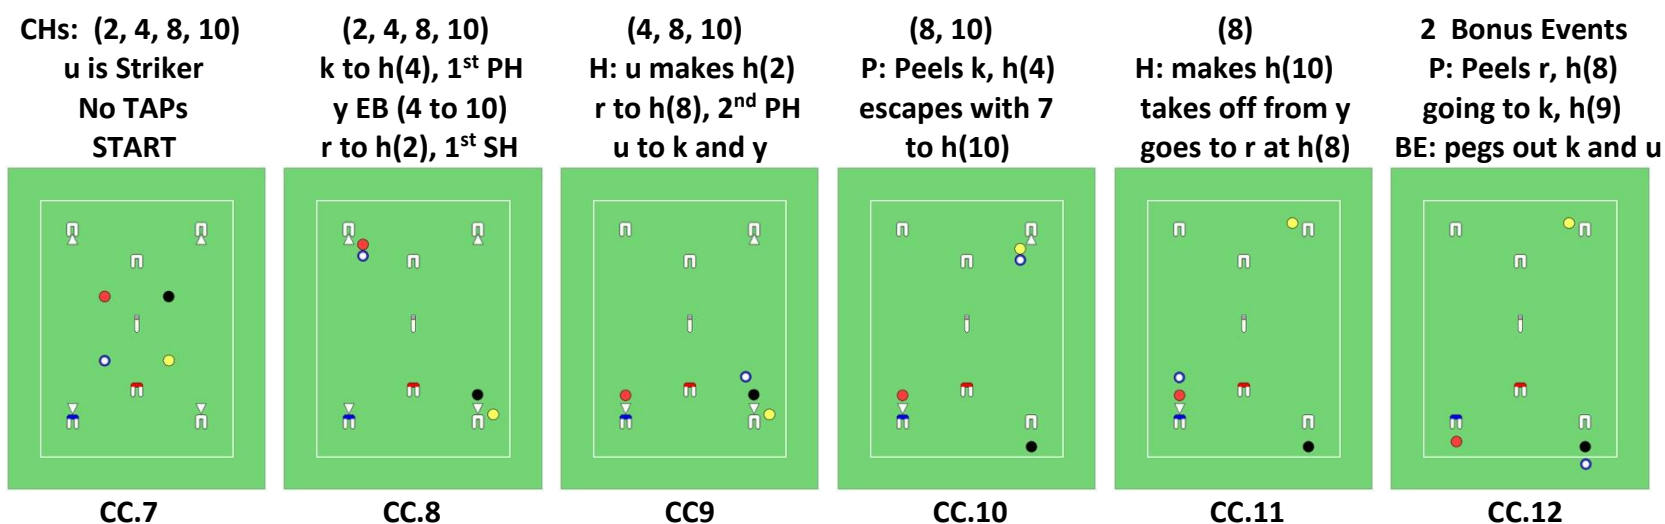 CHs: (2, 4, 8, 10)
u is Striker
No TAPs
START
(2, 4, 8, 10)
k to h(4), 1st PH
y EB (4 to 10)
r to h(2), 1st SH
(4, 8, 10)
H: u makes h(2)
r to h(8), 2nd PH
u to k and y
(8, 10)
P: Peels k, h(4)
escapes with 7
to h(10)
(8)
H: makes h(10)
takes off from y
goes to r at h(8)
2 Bonus Events
P: Peels r, h(8)
going to k, h(9)
BE: pegs out k and u
CC.7
CC.8
CC9
CC.10
CC.11
CC.12